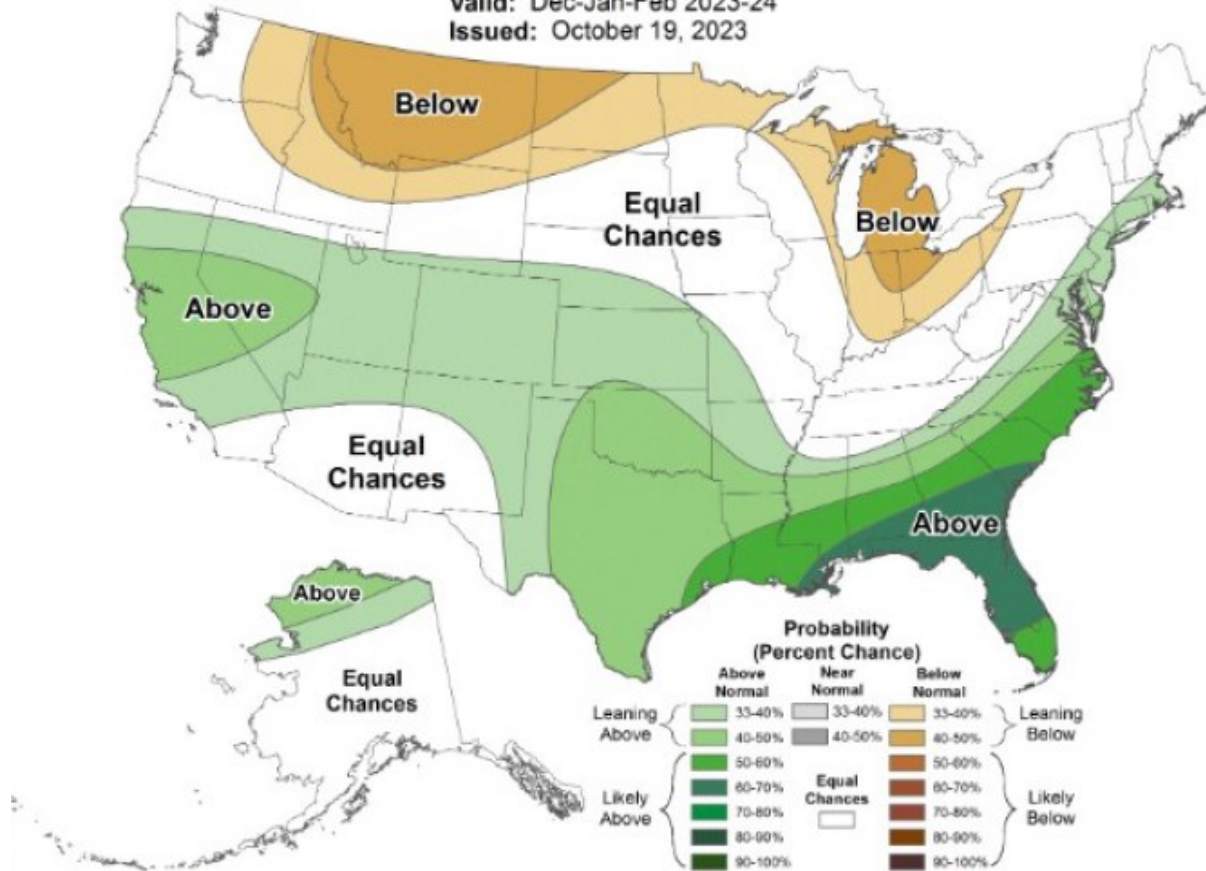 Valid: Dec-Jan-Feb 2023-24
Issued: October 19, 2023
Below
Equal
Chances
Below
Above
Equal
Chances
Above
Above
Equal
Chances
Probability
(Percent Chance)
Above
Normal
Near
Normal
Below
Normal
Leaning
Above
33-40%
33-40%
33-40%
Leaning
Below
40-50%
40-50%
40-50%
50-60%
50-60%
Likely
Above
60-70%
Equal
Chances
60-70%
Likely
Below
70-80%
70-80%
80-90%
80-90%
90-100%
90-100%